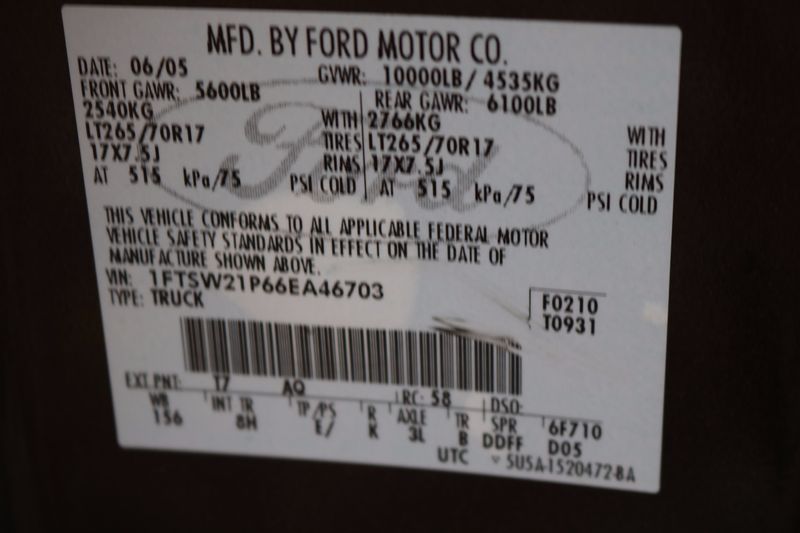 MFD. BY FORD MOTOR CO.
DATE: 06/05 GVWR: 10000LB/ 4535KG
FRONT GAWR: 5600LB REAR GAWR: 6100LB
2540KG WITH 2766KG WITH
LT265/70R17 TIRES LT265/70R17 TIRES
17X7.5J RIMS 17X7.5J RIMS
AT 515 kPa/75 PSI COLD AT 515 kPa/75 PSI COLD
Ford
THIS VEHICLE CONFORMS TO ALL APPLICABLE FEDERAL MOTOR
VEHICLE SAFETY STANDARDS IN EFFECT ON THE DATE OF
MANUFACTURE SHOWN ABOVE.
VIN: 1FTSW21P66EA46703 F0210
TYPE: TRUCK T0931
EXT PNT: T7 AQ RC: 58 DSO:
WB INT TR TP/PS R AXLE TR SPR 6F710
156 8H E/ K 3L B DDFF D05
UTC 5U5A-1520472-BA